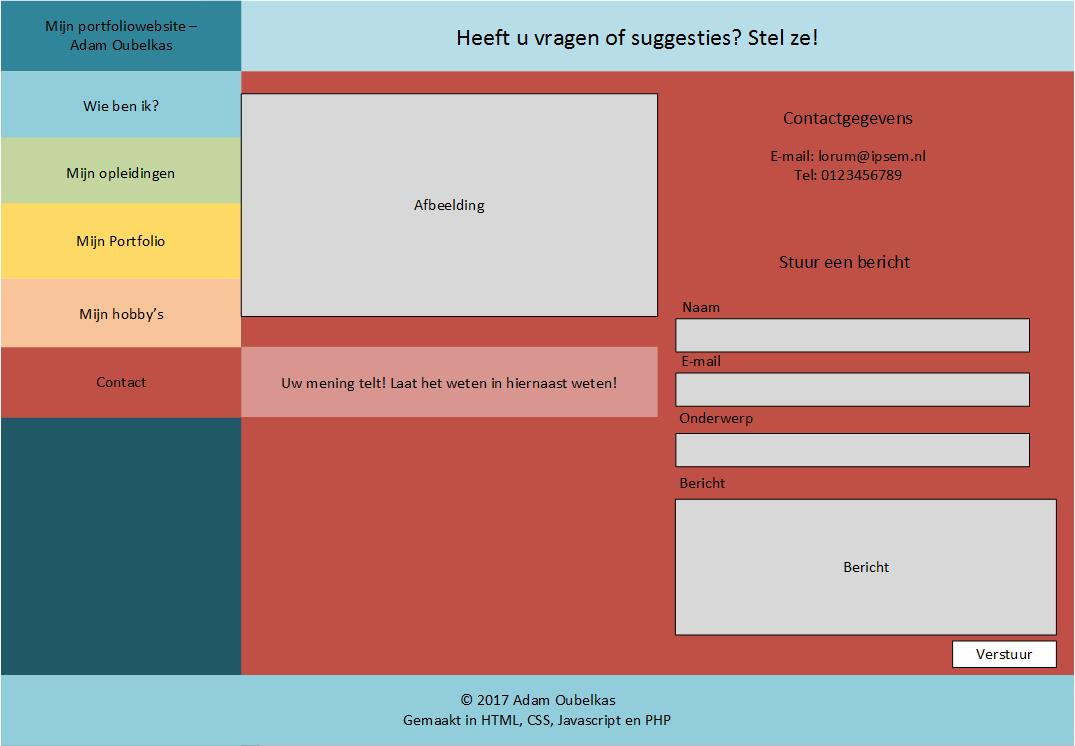 Mijn portfoliowebsite –
Adam Oubelkas
Heeft u vragen of suggesties? Stel ze!
Wie ben ik?
Mijn opleidingen
Mijn Portfolio
Mijn hobby’s
Contact
Afbeelding
Uw mening telt! Laat het weten in hiernaast weten!
Contactgegevens
E-mail: lorum@ipsem.nl
Tel: 0123456789
Stuur een bericht
Naam
E-mail
Onderwerp
Bericht
Bericht
Verstuur
© 2017 Adam Oubelkas
Gemaakt in HTML, CSS, Javascript en PHP